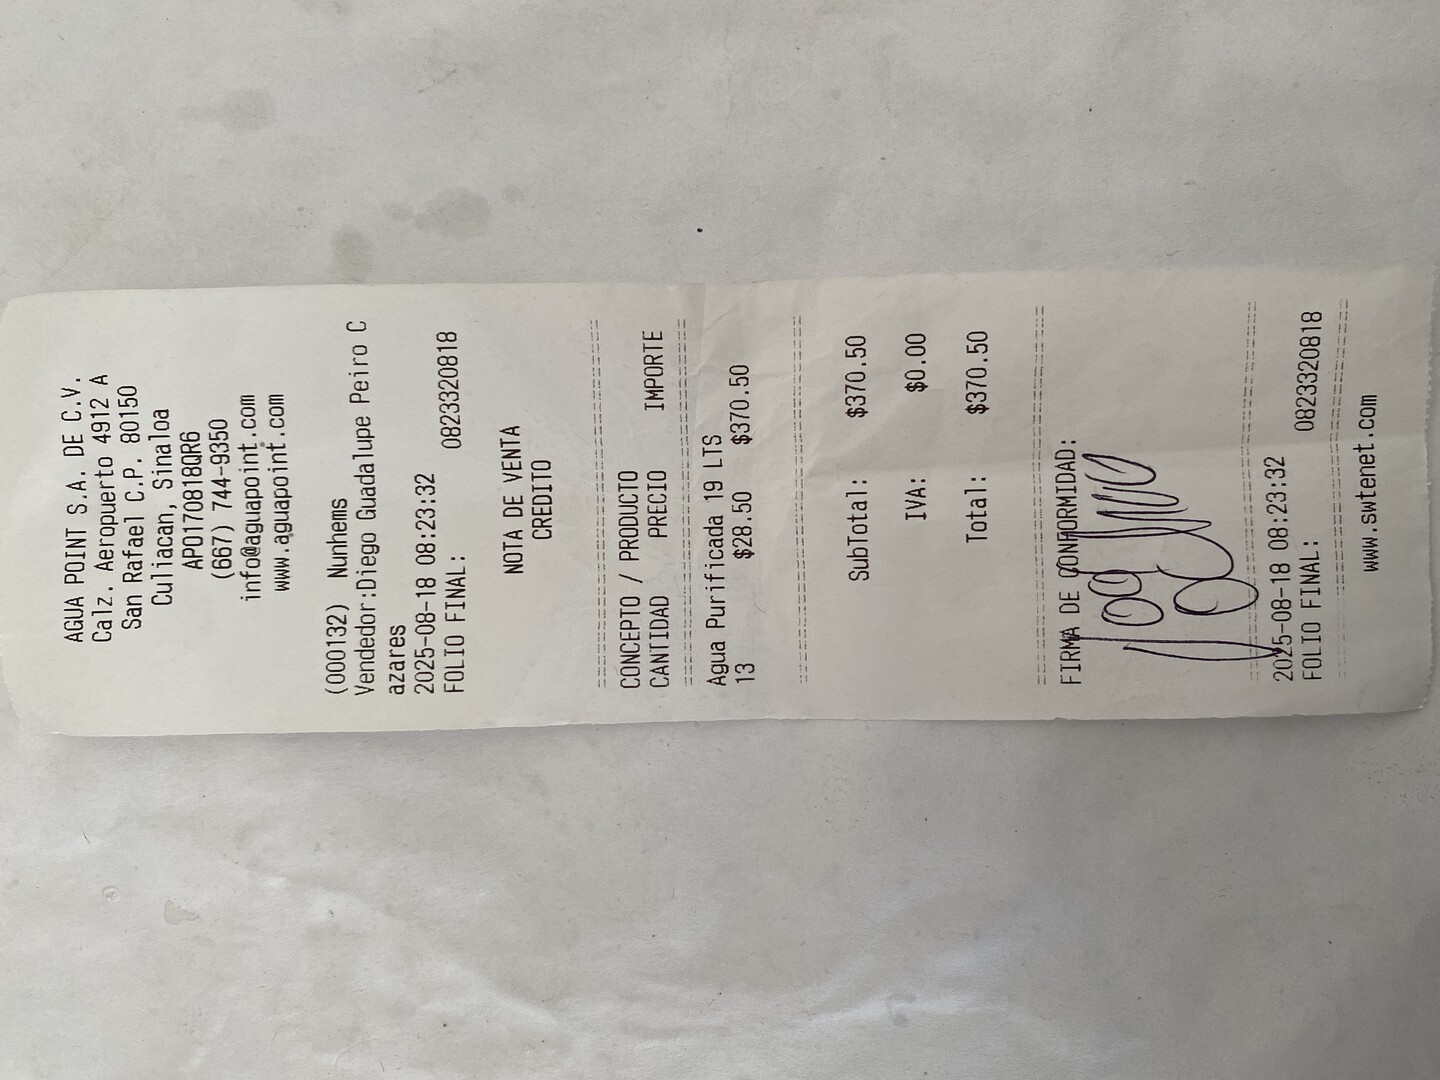 AGUA POINT S.A. DE C.V.
Calz. Aeropuerto 4912 A
San Rafael C.P. 80150
Culiacan, Sinaloa
APO170818QR6
(667) 744-9350
info@aguapoint.com
www.aguapoint.com
(000132) Nunhems
Vendedor:Diego Guadalupe Peiro C
azares
2025-08-18 08:23:32
FOLIO FINAL: 0823320818
NOTA DE VENTA
CREDITO
CONCEPTO / PRODUCTO
CANTIDAD PRECIO IMPORTE
Agua Purificada 19 LTS
13 $28.50 $370.50
SubTotal: $370.50
IVA: $0.00
Total: $370.50
FIRMA DE CONFORMIDAD:
2025-08-18 08:23:32
FOLIO FINAL: 0823320818
www.swtenet.com